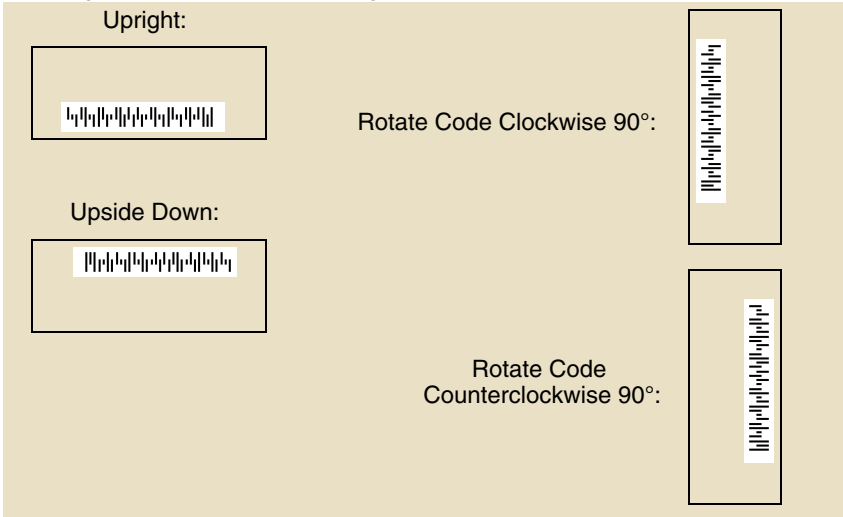 Upright:
Rotate Code Clockwise 90°:
Upside Down:
Rotate Code
Counterclockwise 90°: